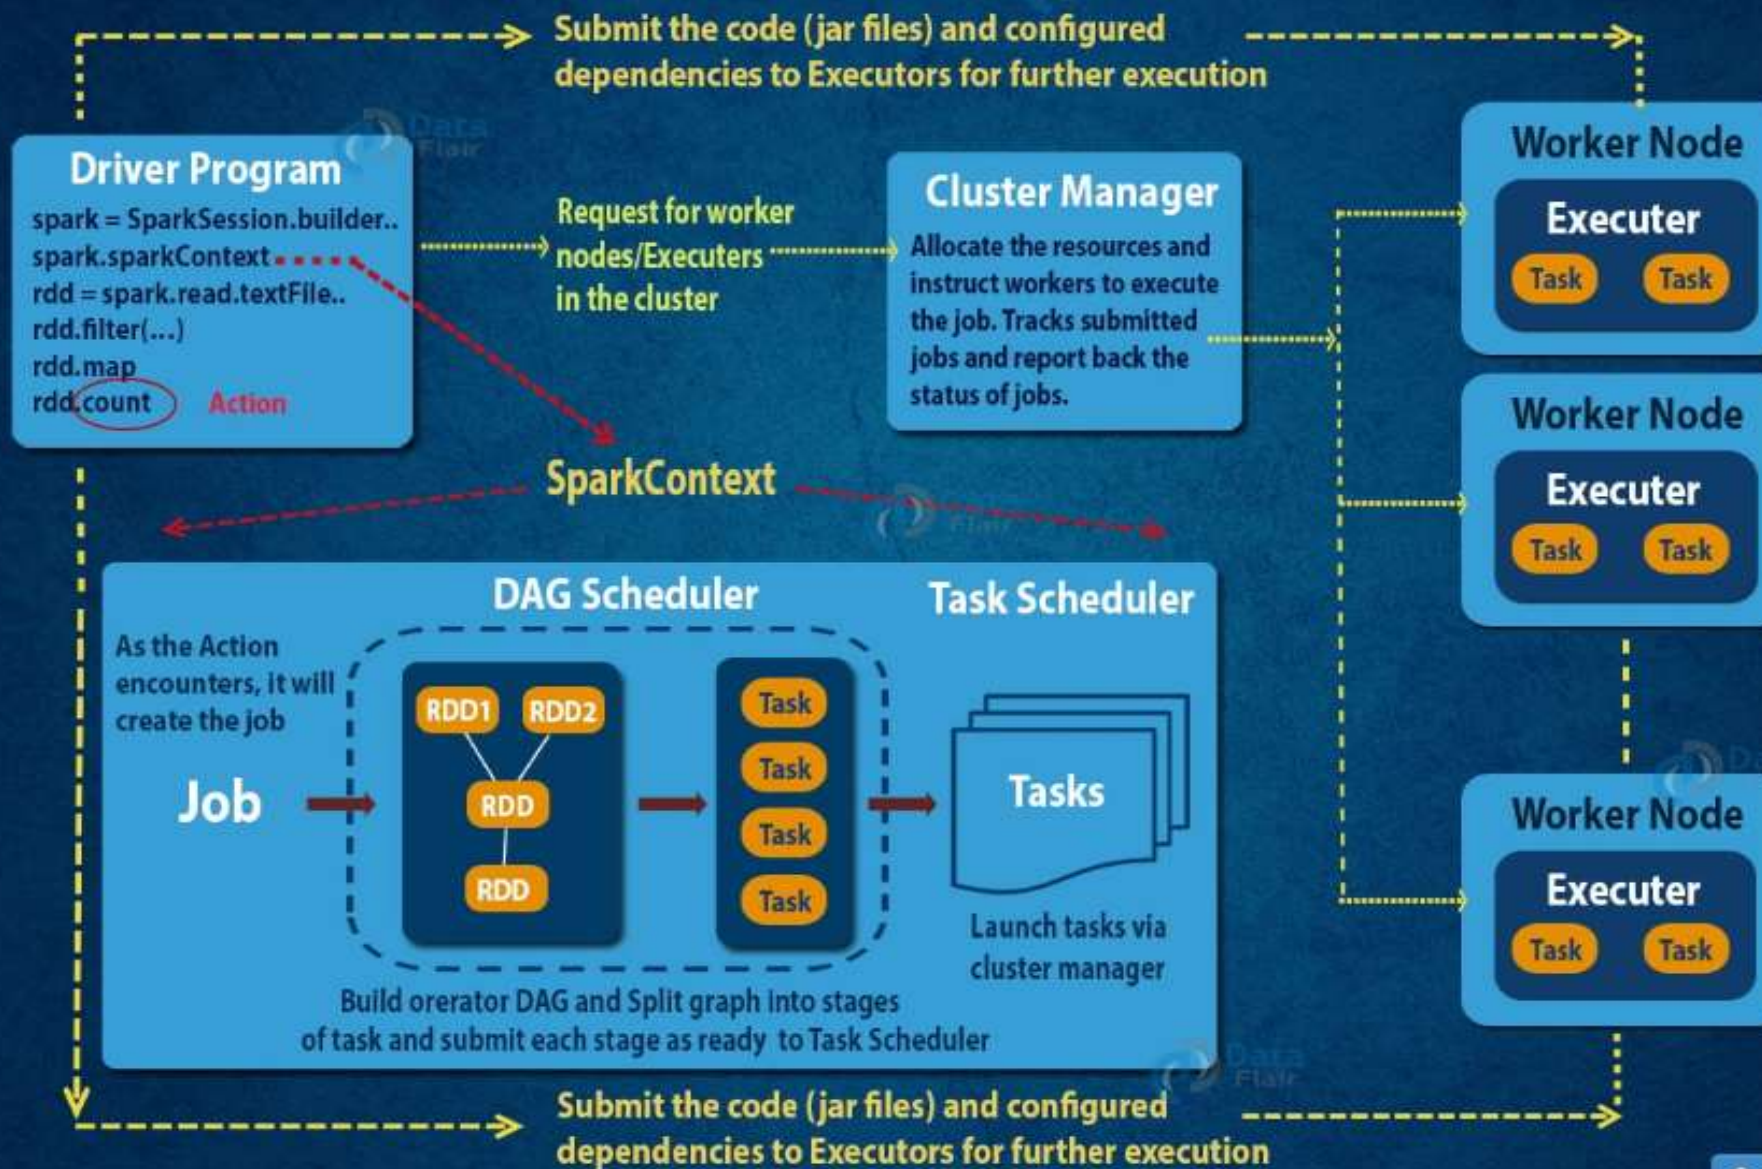 Submit the code (jar files) and configured
dependencies to Executors for further execution
Data
Flair
Driver Program
spark = SparkSession.builder..
spark.sparkContext
rdd = spark.read.textFile..
rdd.filter(...)
rdd.map
rdd.count
Action
Request for worker
nodes/Executers
in the cluster
Cluster Manager
Allocate the resources and
instruct workers to execute
the job. Tracks submitted
jobs and report back the
status of jobs.
Worker Node
Executer
Task Task
Worker Node
Executer
Task Task
Worker Node
Executer
Task Task
SparkContext
Flair
DAG Scheduler
Task Scheduler
As the Action
encounters, it will
create the job
Job
RDD1 RDD2
RDD
RDD
Task
Task
Task
Task
Tasks
Launch tasks via
cluster manager
Build orerator DAG and Split graph into stages
of task and submit each stage as ready to Task Scheduler
Data
Flair
Submit the code (jar files) and configured
dependencies to Executors for further execution